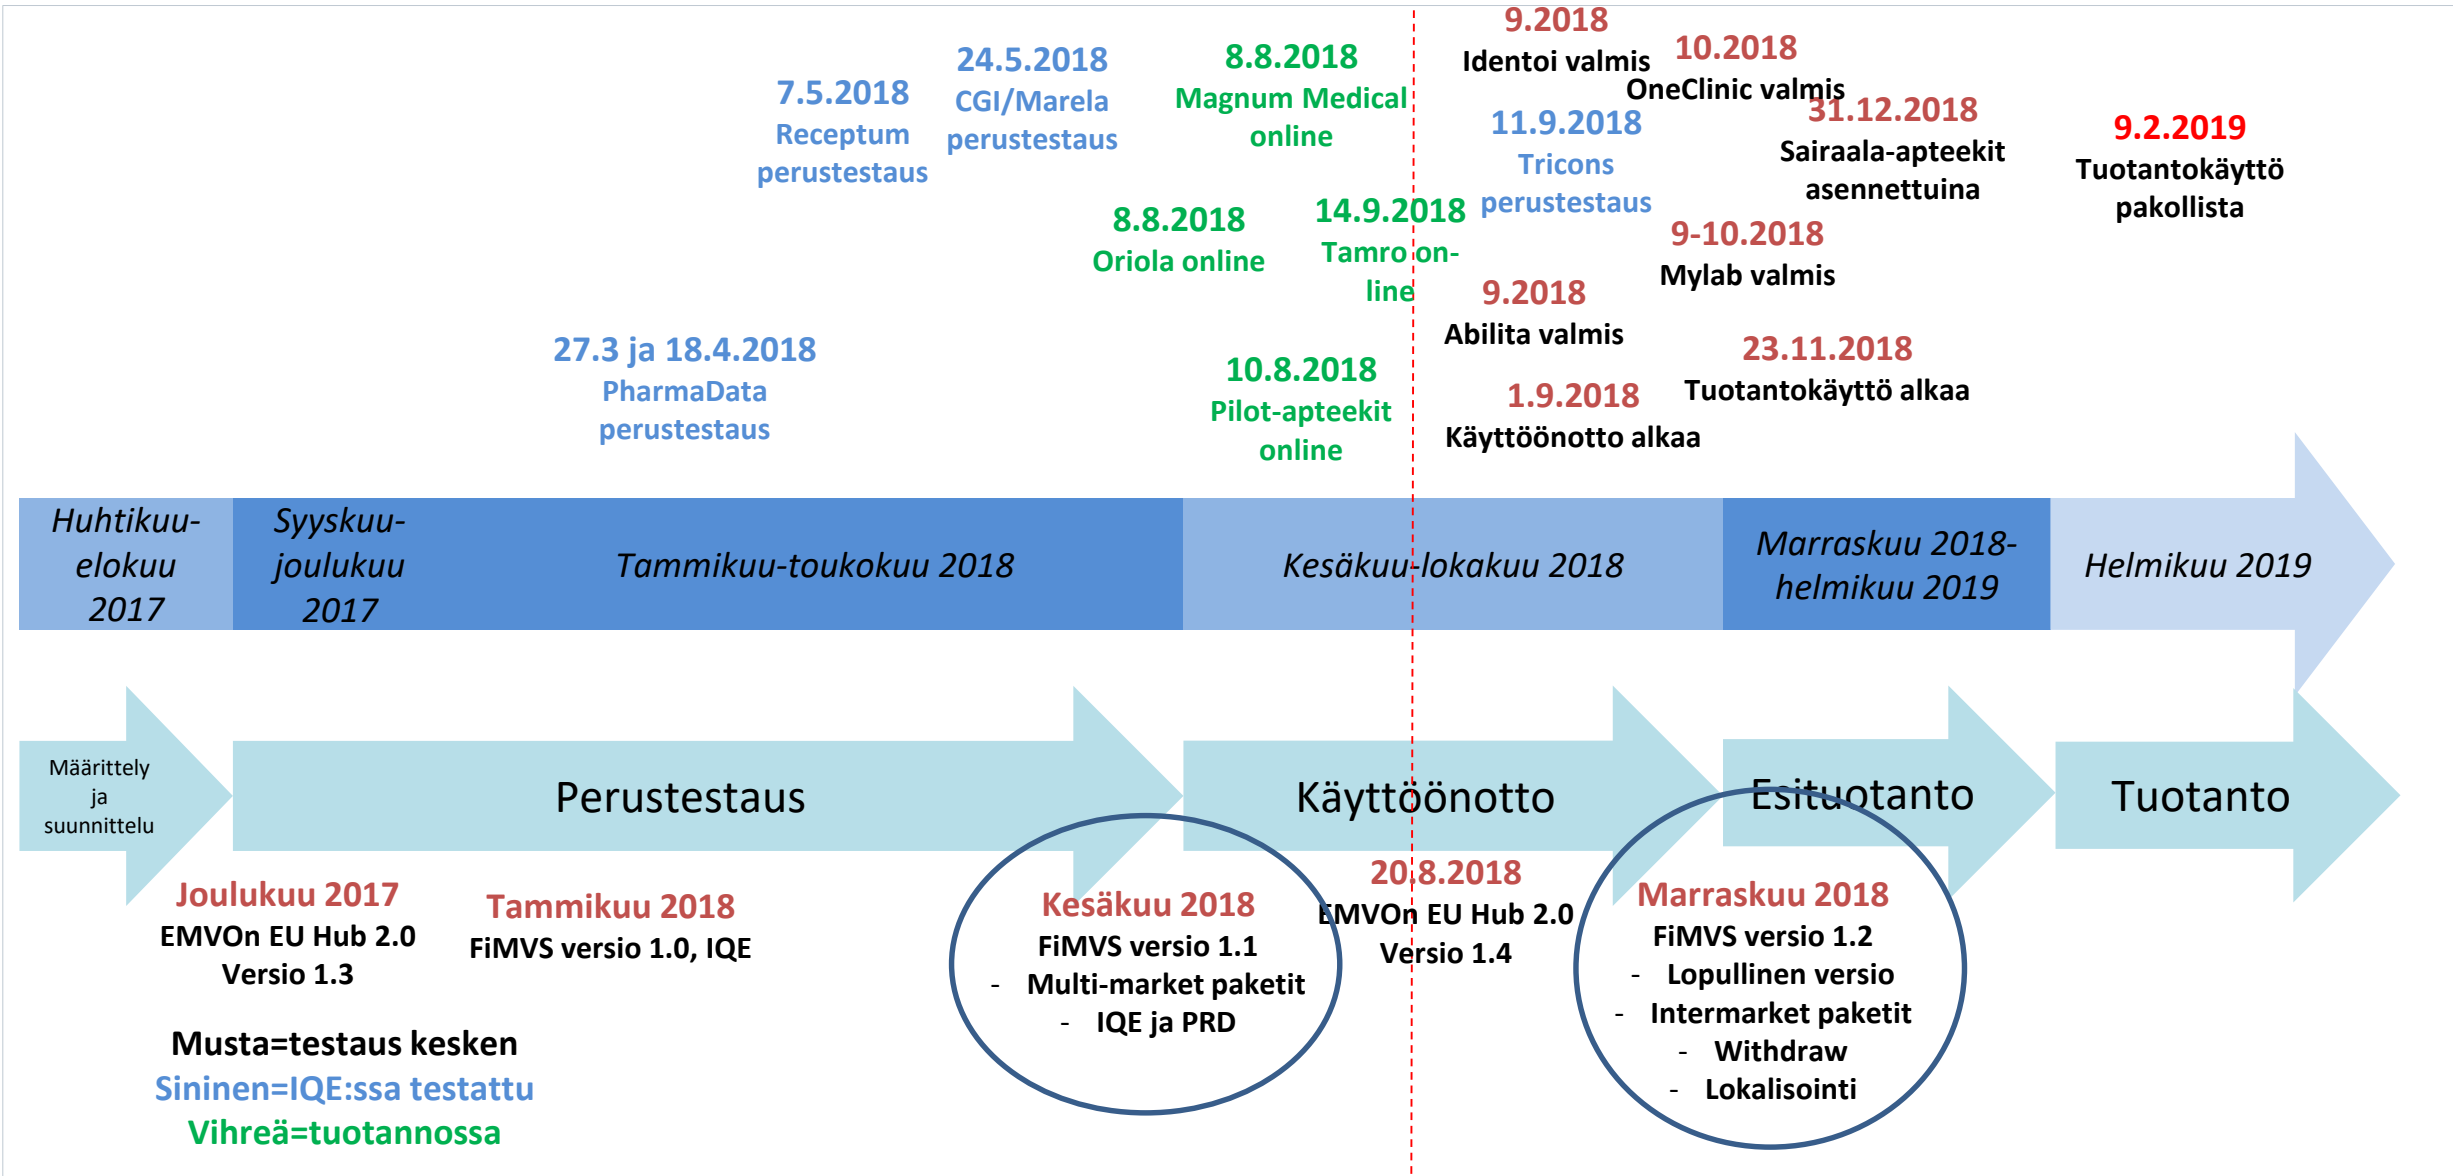 9.2018
Identoi valmis
10.2018
OneClinic valmis
24.5.2018
CGI/Marela
perustestaus
8.8.2018
Magnum Medical
online
7.5.2018
Receptum
perustestaus
11.9.2018
Tricons
perustestaus
31.12.2018
Sairaala-apteekit
asennettuina
9.2.2019
Tuotantokäyttö
pakollista
8.8.2018
Oriola online
14.9.2018
Tamro on-
line
9-10.2018
Mylab valmis
9.2018
Abilita valmis
27.3 ja 18.4.2018
PharmaData
perustestaus
10.8.2018
Pilot-apteekit
online
23.11.2018
Tuotantokäyttö alkaa
1.9.2018
Käyttöönotto alkaa
Huhtikuu-
elokuu
2017
Syyskuu-
joulukuu
2017
Tammikuu-toukokuu 2018
Kesäkuu-lokakuu 2018
Marraskuu 2018-
helmikuu 2019
Helmikuu 2019
Määrittely
ja
suunnittelu
Perustestaus
Käyttöönotto
Esituotanto
Tuotanto
Joulukuu 2017
EMVOn EU Hub 2.0
Versio 1.3
Tammikuu 2018
FiMVS versio 1.0, IQE
Kesäkuu 2018
FiMVS versio 1.1
- Multi-market paketit
- IQE ja PRD
20.8.2018
EMVOn EU Hub 2.0
Versio 1.4
Marraskuu 2018
FiMVS versio 1.2
- Lopullinen versio
- Intermarket paketit
- Withdraw
- Lokalisointi
Musta=testaus kesken
Sininen=IQE:ssa testattu
Vihreä=tuotannossa